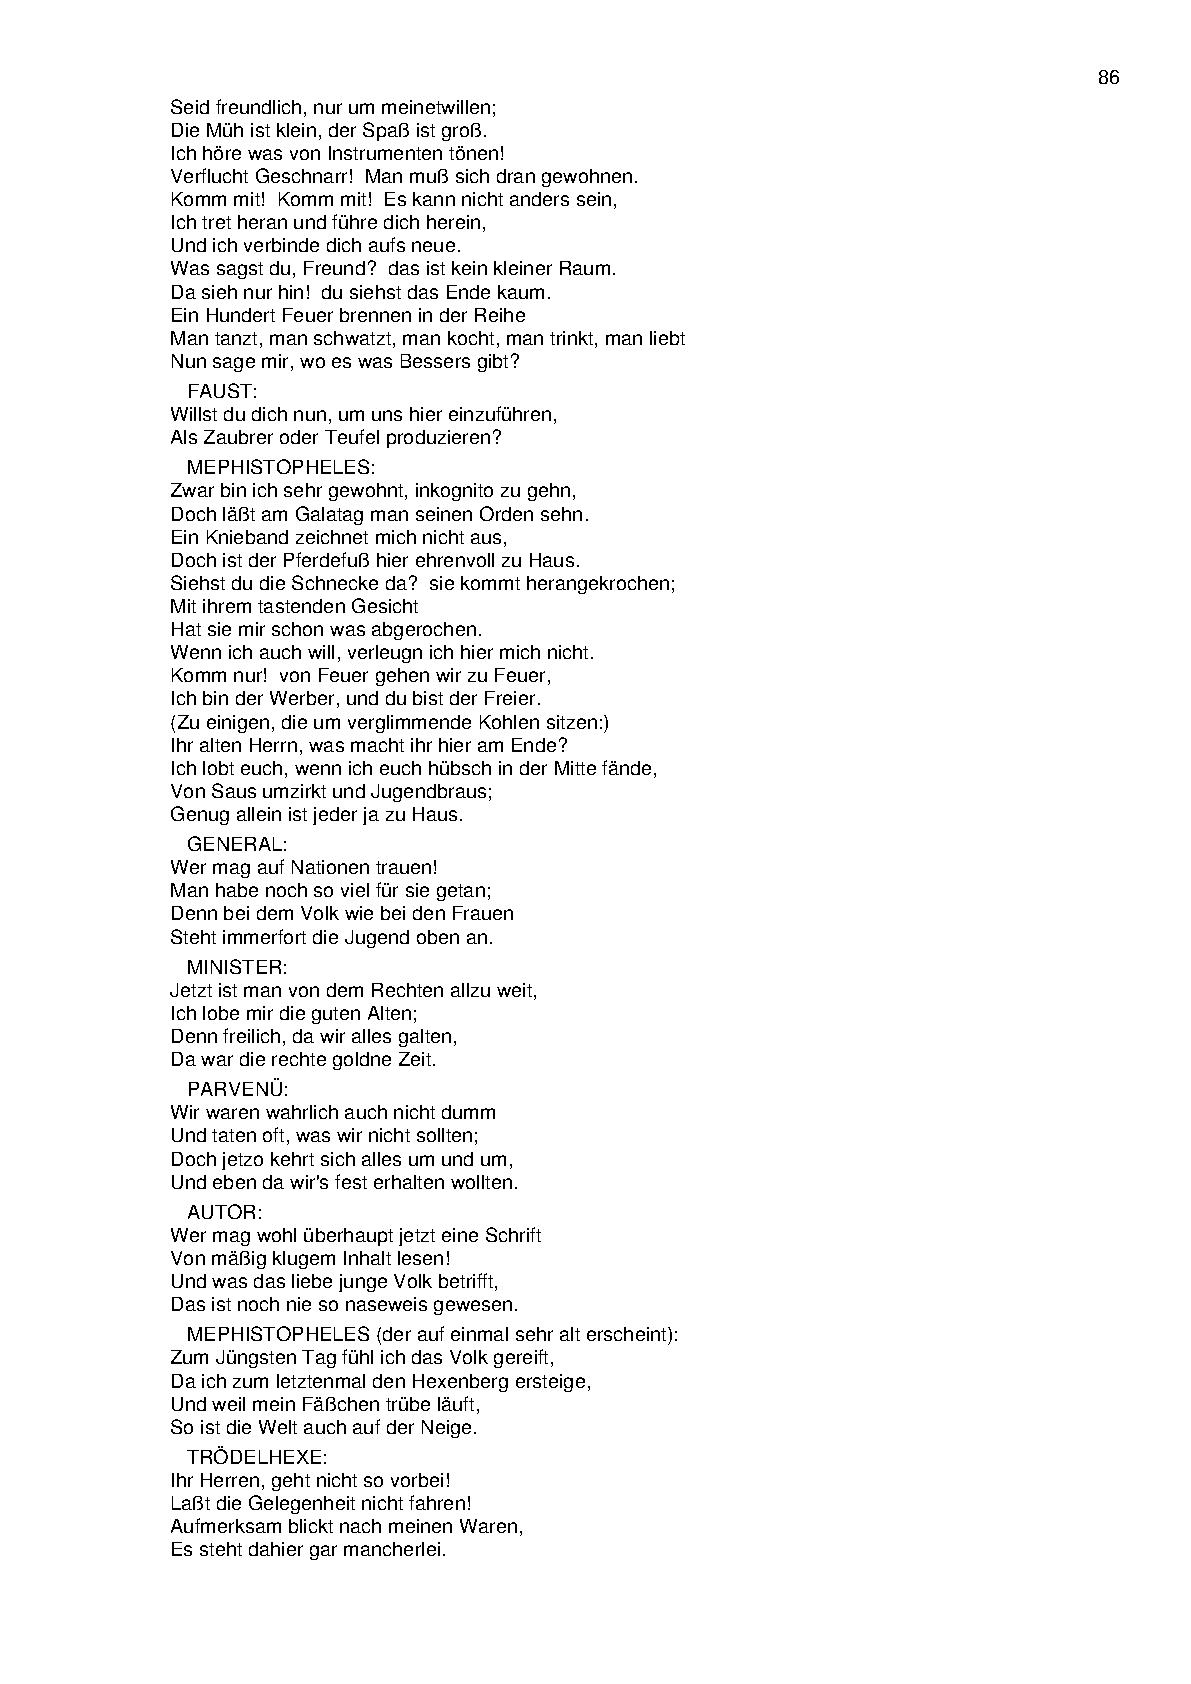 86
Seid freundlich, nur um meinetwillen;
Die Müh ist klein, der Spaß ist groß.
Ich höre was von Instrumenten tönen!
Verflucht Geschnarr!  Man muß sich dran gewohnen.
Komm mit!  Komm mit!  Es kann nicht anders sein,
Ich tret heran und führe dich herein,
Und ich verbinde dich aufs neue.
Was sagst du, Freund?  das ist kein kleiner Raum.
Da sieh nur hin!  du siehst das Ende kaum.
Ein Hundert Feuer brennen in der Reihe
Man tanzt, man schwatzt, man kocht, man trinkt, man liebt
Nun sage mir, wo es was Bessers gibt?
FAUST:
Willst du dich nun, um uns hier einzuführen,
Als Zaubrer oder Teufel produzieren?
MEPHISTOPHELES:
Zwar bin ich sehr gewohnt, inkognito zu gehn,
Doch läßt am Galatag man seinen Orden sehn.
Ein Knieband zeichnet mich nicht aus,
Doch ist der Pferdefuß hier ehrenvoll zu Haus.
Siehst du die Schnecke da?  sie kommt herangekrochen;
Mit ihrem tastenden Gesicht
Hat sie mir schon was abgerochen.
Wenn ich auch will, verleugn ich hier mich nicht.
Komm nur!  von Feuer gehen wir zu Feuer,
Ich bin der Werber, und du bist der Freier.
(Zu einigen, die um verglimmende Kohlen sitzen:)
Ihr alten Herrn, was macht ihr hier am Ende?
Ich lobt euch, wenn ich euch hübsch in der Mitte fände,
Von Saus umzirkt und Jugendbraus;
Genug allein ist jeder ja zu Haus.
GENERAL:
Wer mag auf Nationen trauen!
Man habe noch so viel für sie getan;
Denn bei dem Volk wie bei den Frauen
Steht immerfort die Jugend oben an.
MINISTER:
Jetzt ist man von dem Rechten allzu weit,
Ich lobe mir die guten Alten;
Denn freilich, da wir alles galten,
Da war die rechte goldne Zeit.
PARVENÜ:
Wir waren wahrlich auch nicht dumm
Und taten oft, was wir nicht sollten;
Doch jetzo kehrt sich alles um und um,
Und eben da wir's fest erhalten wollten.
AUTOR:
Wer mag wohl überhaupt jetzt eine Schrift
Von mäßig klugem Inhalt lesen!
Und was das liebe junge Volk betrifft,
Das ist noch nie so naseweis gewesen.
MEPHISTOPHELES (der auf einmal sehr alt erscheint):
Zum Jüngsten Tag fühl ich das Volk gereift,
Da ich zum letztenmal den Hexenberg ersteige,
Und weil mein Fäßchen trübe läuft,
So ist die Welt auch auf der Neige.
TRÖDELHEXE:
Ihr Herren, geht nicht so vorbei!
Laßt die Gelegenheit nicht fahren!
Aufmerksam blickt nach meinen Waren,
Es steht dahier gar mancherlei.